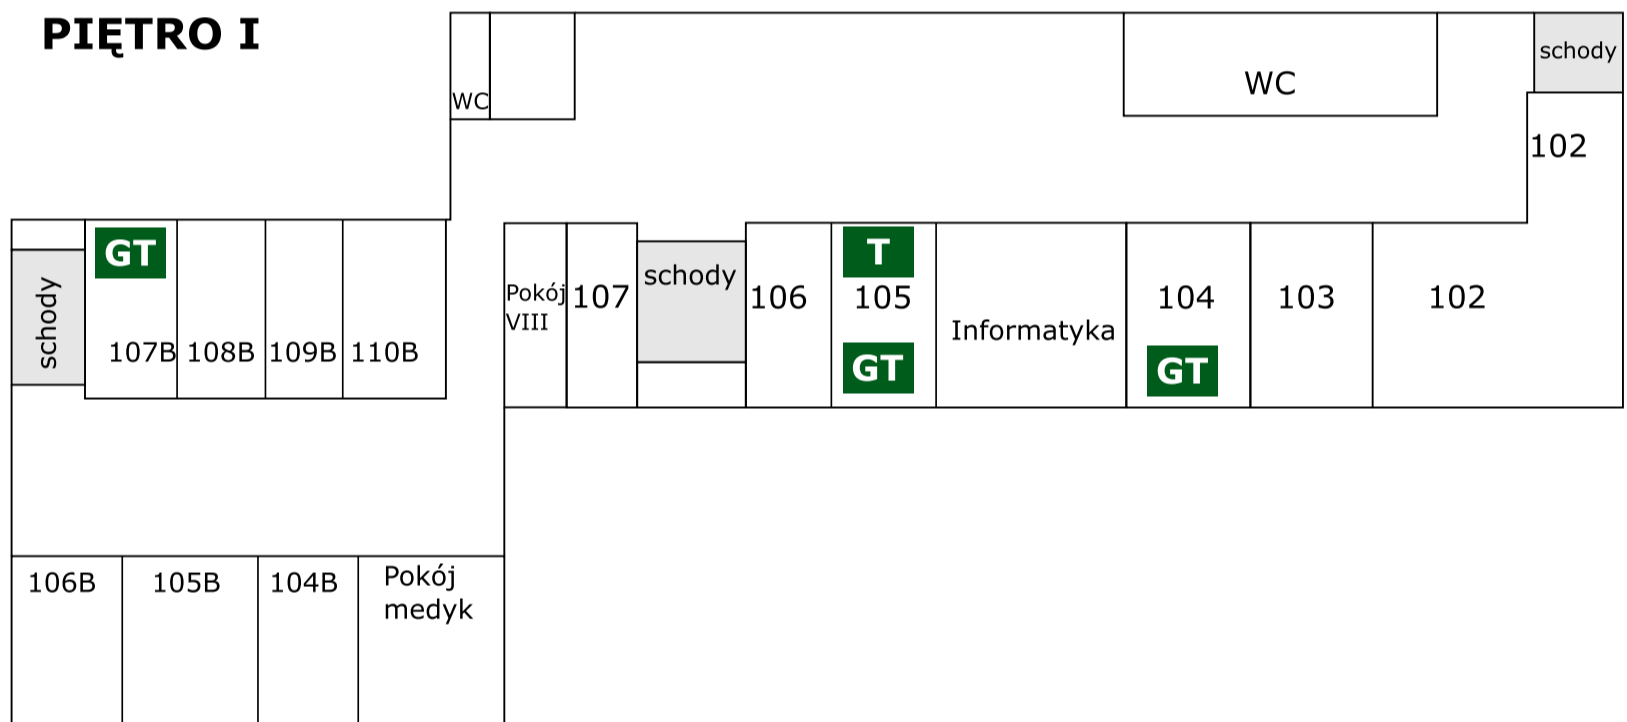 PIĘTRO I
WC
WC
schody
102
GT
schody
107B
108B
109B
110B
Pokój
VIII
107
schody
106
T
105
GT
Informatyka
104
GT
103
102
106B
105B
104B
Pokój
medyk